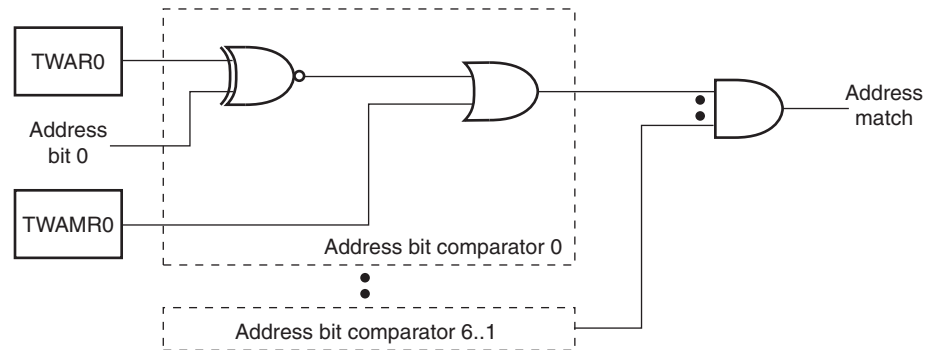 TWAR0
Address
bit 0
TWAMR0
Address bit comparator 0
Address bit comparator 6..1
Address
match